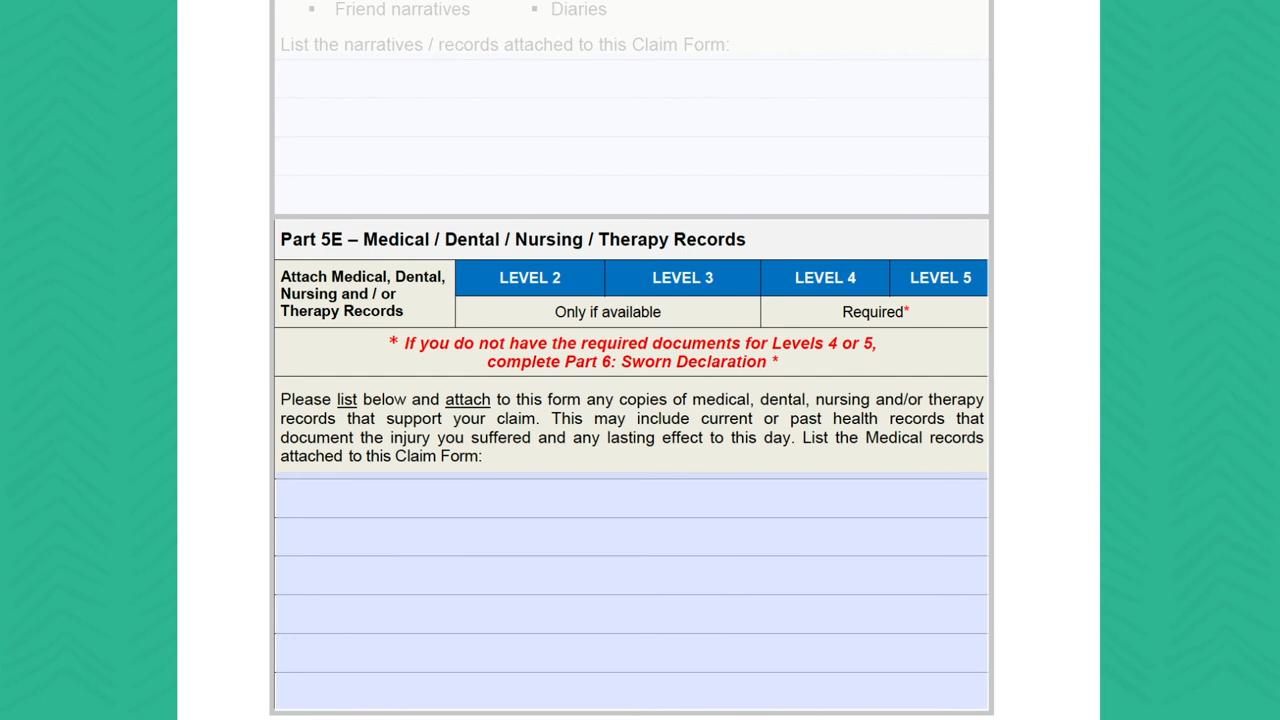 ▪ Friend narratives ▪ Diaries
List the narratives / records attached to this Claim Form:
Part 5E – Medical / Dental / Nursing / Therapy Records
Attach Medical, Dental,
Nursing and / or
Therapy Records
LEVEL 2 LEVEL 3 LEVEL 4 LEVEL 5
Only if available Required*
* If you do not have the required documents for Levels 4 or 5,
complete Part 6: Sworn Declaration *
Please list below and attach to this form any copies of medical, dental, nursing and/or therapy
records that support your claim. This may include current or past health records that
document the injury you suffered and any lasting effect to this day. List the Medical records
attached to this Claim Form: